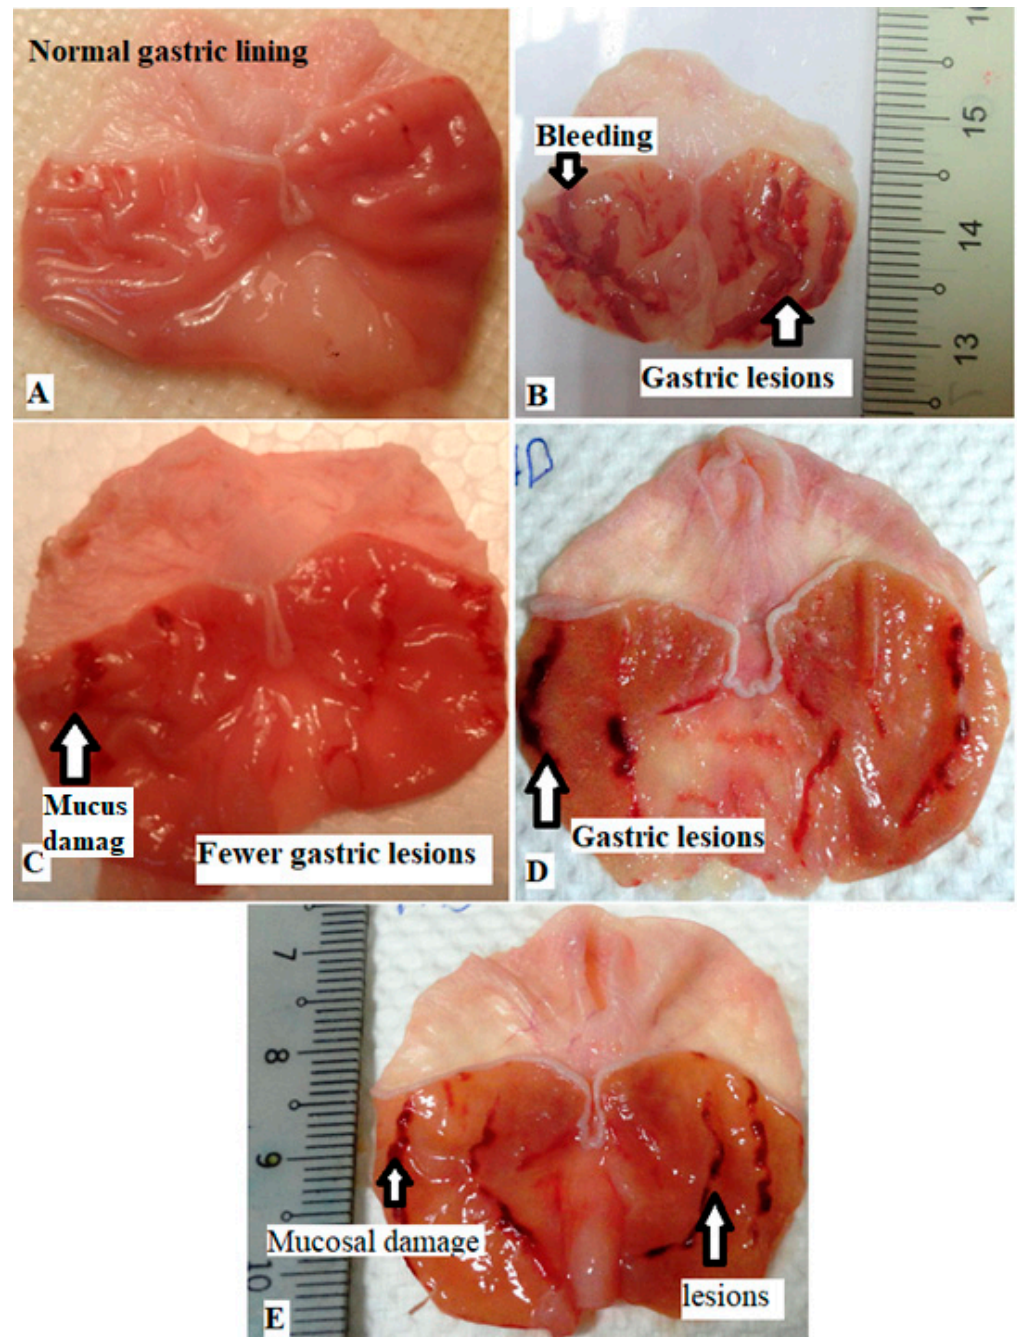 Normal gastric lining
A
Bleeding
Gastric lesions
B
16
15
14
13
Mucus
damag
C
Fewer gastric lesions
Gastric lesions
D
7
8
9
10
Mucosal damage
lesions
E